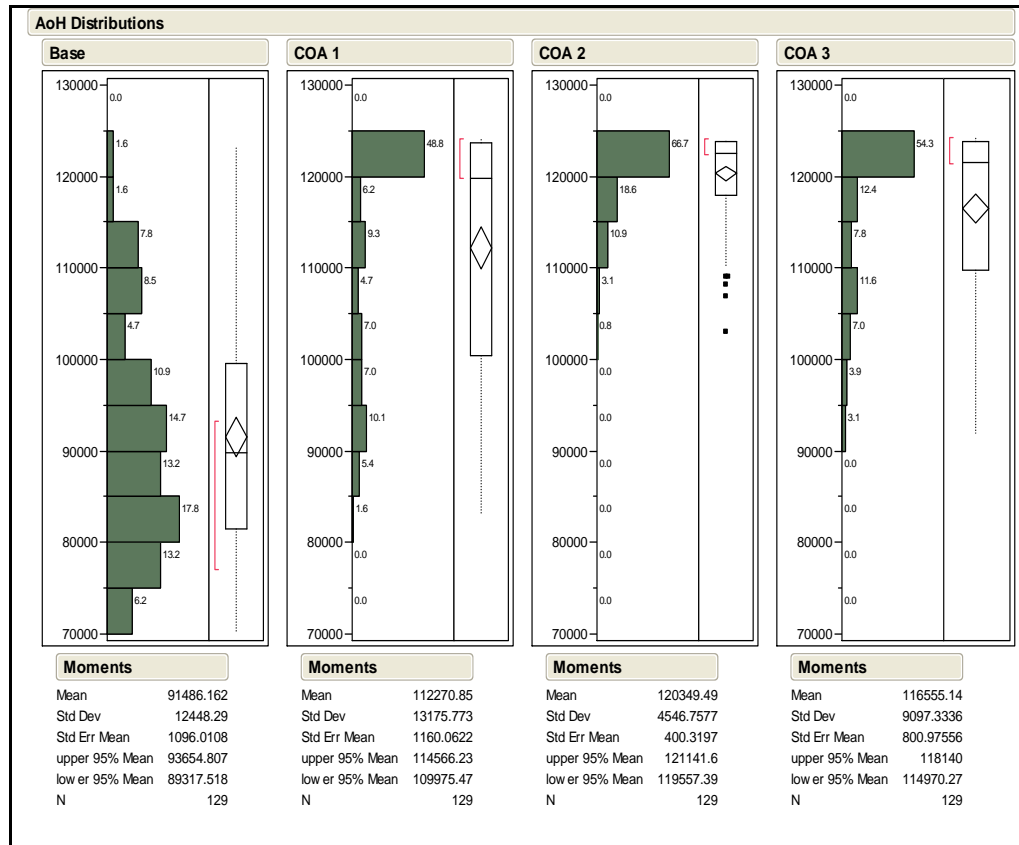 AoH Distributions
Base
130000
120000
110000
100000
90000
80000
70000
0.0
1.6
1.6
7.8
8.5
4.7
10.9
14.7
13.2
17.8
13.2
6.2
Moments
Mean 91486.162
Std Dev 12448.29
Std Err Mean 1096.0108
upper 95% Mean 93654.807
lower 95% Mean 89317.518
N 129
COA 1
130000
120000
110000
100000
90000
80000
70000
0.0
48.8
6.2
9.3
4.7
7.0
7.0
10.1
5.4
1.6
0.0
0.0
Moments
Mean 112270.85
Std Dev 13175.773
Std Err Mean 1160.0622
upper 95% Mean 114566.23
lower 95% Mean 109975.47
N 129
COA 2
130000
120000
110000
100000
90000
80000
70000
0.0
66.7
18.6
10.9
3.1
0.8
0.0
0.0
0.0
0.0
0.0
0.0
Moments
Mean 120349.49
Std Dev 4546.7577
Std Err Mean 400.3197
upper 95% Mean 121141.6
lower 95% Mean 119557.39
N 129
COA 3
130000
120000
110000
100000
90000
80000
70000
0.0
54.3
12.4
7.8
11.6
7.0
3.9
3.1
0.0
0.0
0.0
0.0
Moments
Mean 116555.14
Std Dev 9097.3336
Std Err Mean 800.97556
upper 95% Mean 118140
lower 95% Mean 114970.27
N 129